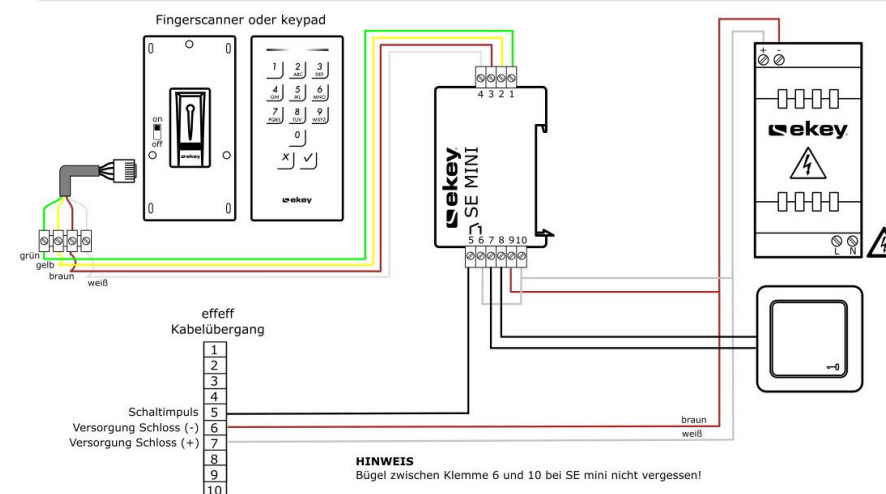 Fingerscanner oder keypad
on
off
ekey
1
2 ABC
3 DEF
4 GHI
5 JKL
6 MNO
7 PQRS
8 TUV
9 WXYZ
0
X ✓
ekey
4 3 2 1
ekey
SE MINI
5 6 7 8 9 10
+ -
ekey
L N
grün
gelb
braun
weiß
effeff
Kabelübergang
1
2
3
4
Schaltimpuls 5
Versorgung Schloss (-) 6
Versorgung Schloss (+) 7
8
9
10
braun
weiß
HINWEIS
Bügel zwischen Klemme 6 und 10 bei SE mini nicht vergessen!